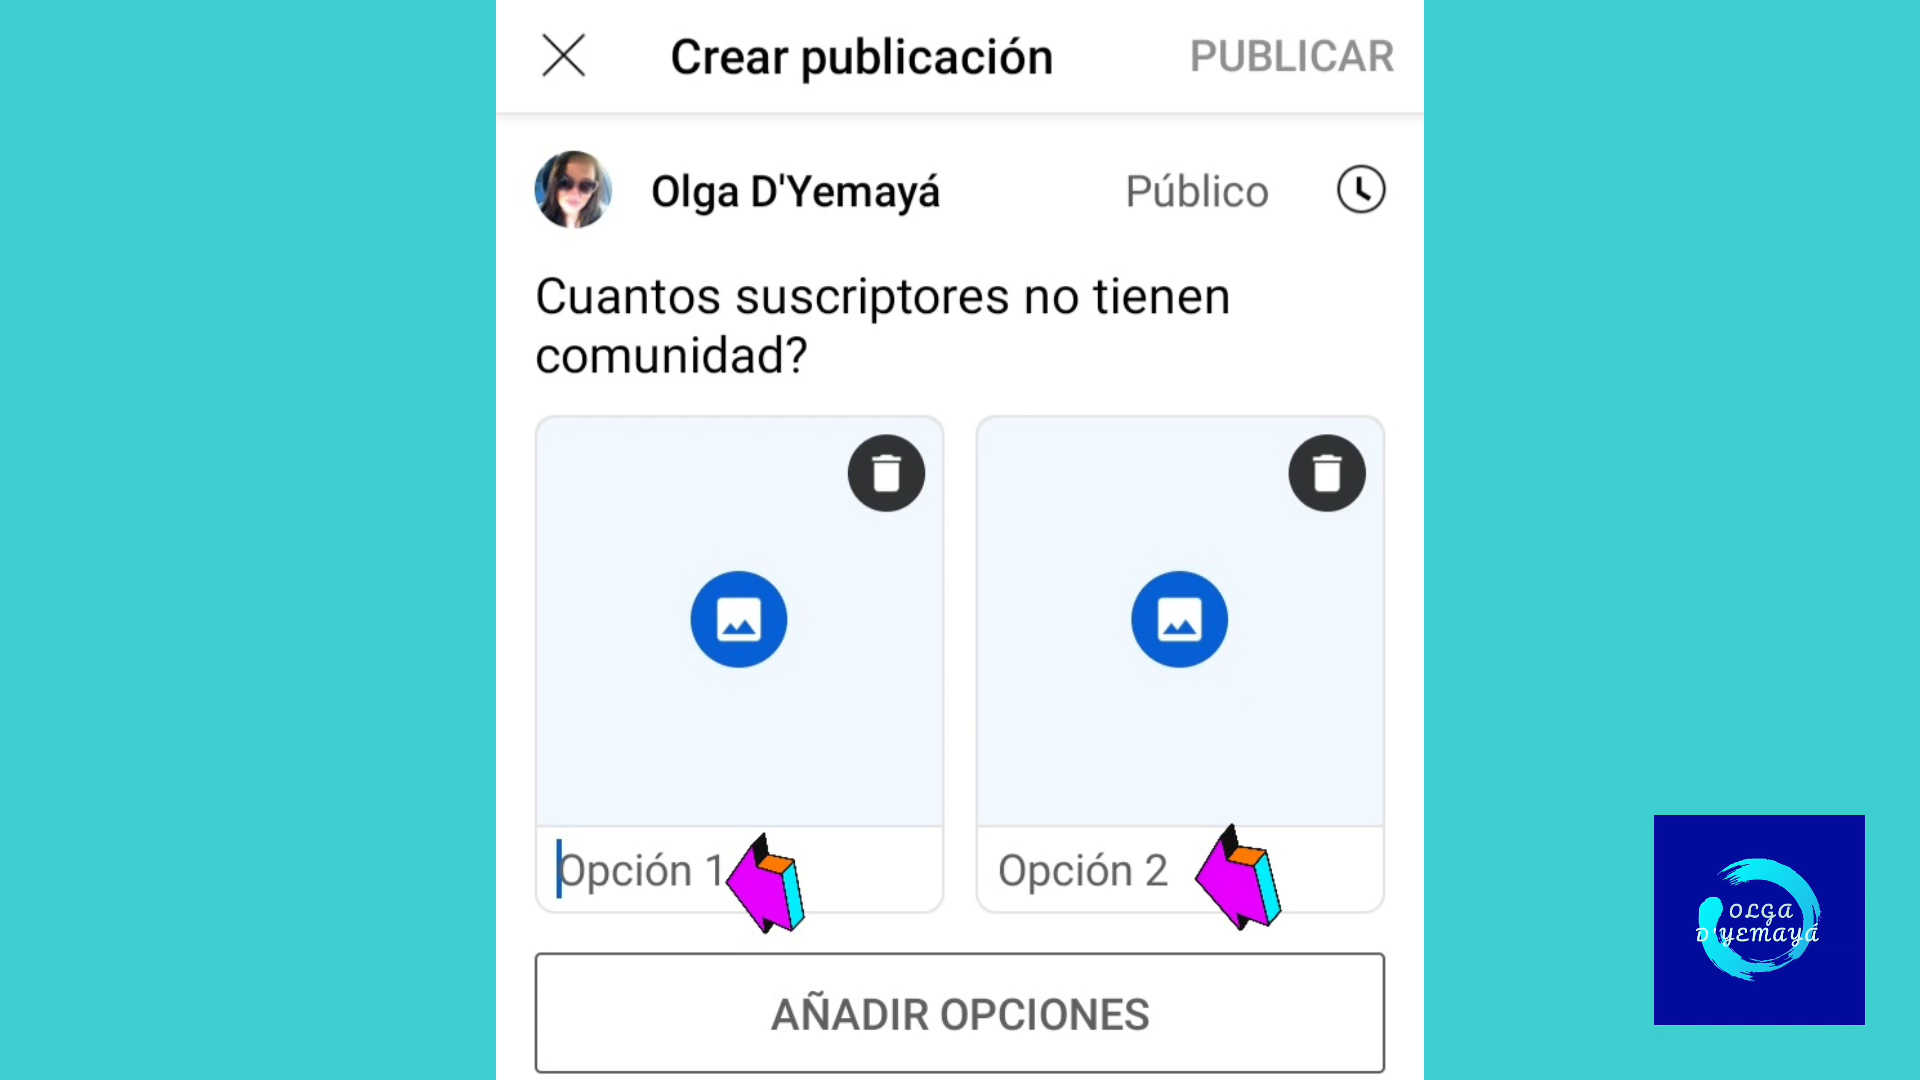 Crear publicación PUBLICAR
Olga D'Yemayá Público
Cuantos suscriptores no tienen
comunidad?
Opción 1 Opción 2
AÑADIR OPCIONES
OLGA
D'YEMAYÁ